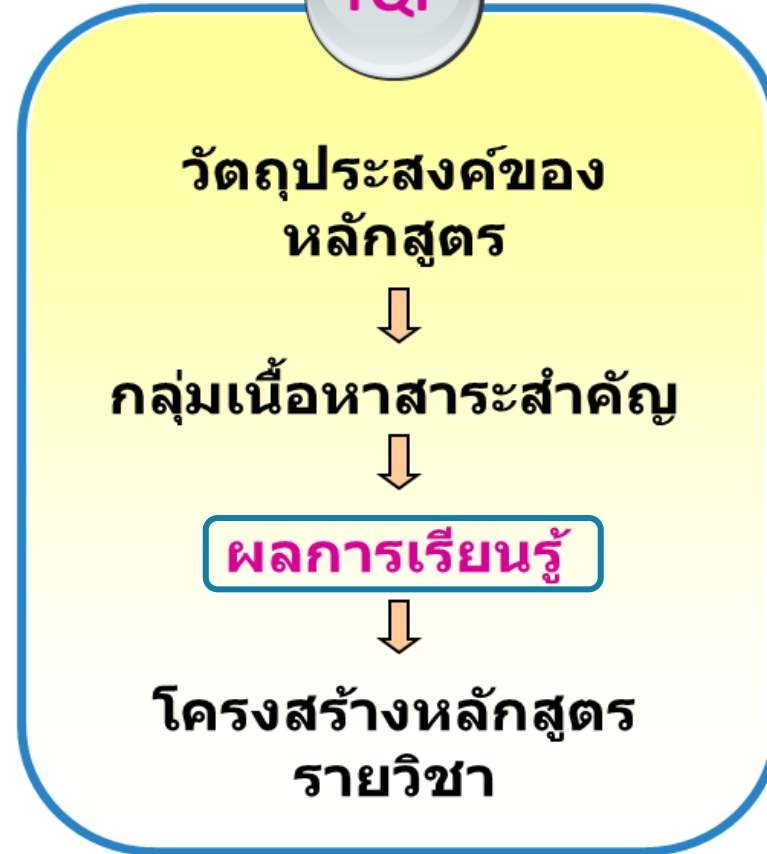 วัตถุประสงค์ของ
หลักสูตร
กลุ่มเนื้อหาสาระสำคัญ
ผลการเรียนรู้
โครงสร้างหลักสูตร
รายวิชา